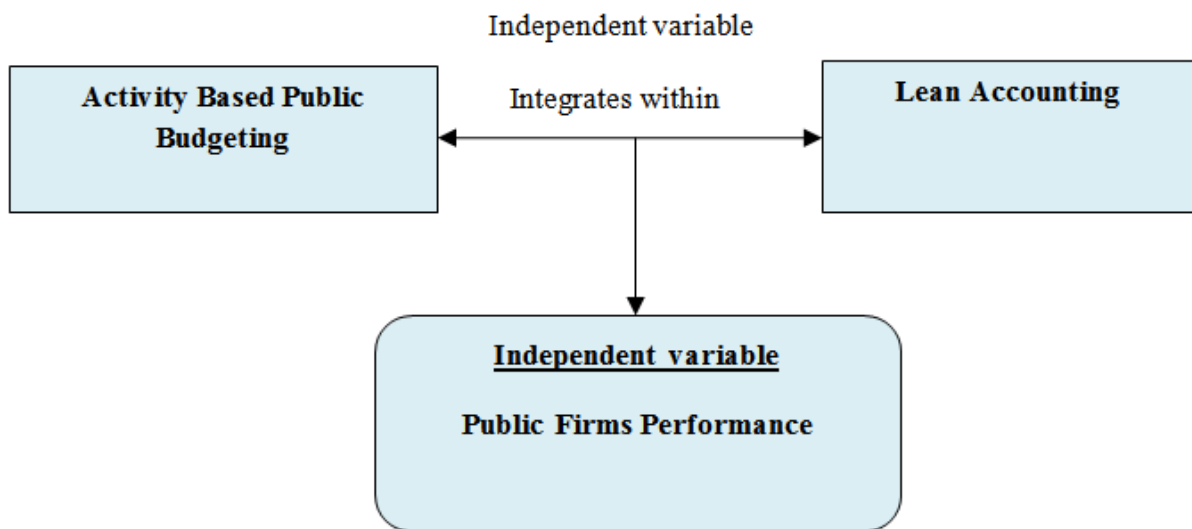 Independent variable
Activity Based Public
Budgeting
Integrates within
Lean Accounting
Independent variable
Public Firms Performance